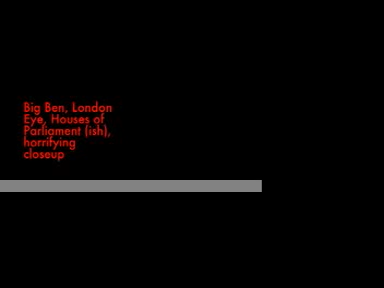 Big Ben, London
Eye, Houses of
Parliament (ish),
horrifying
closeup